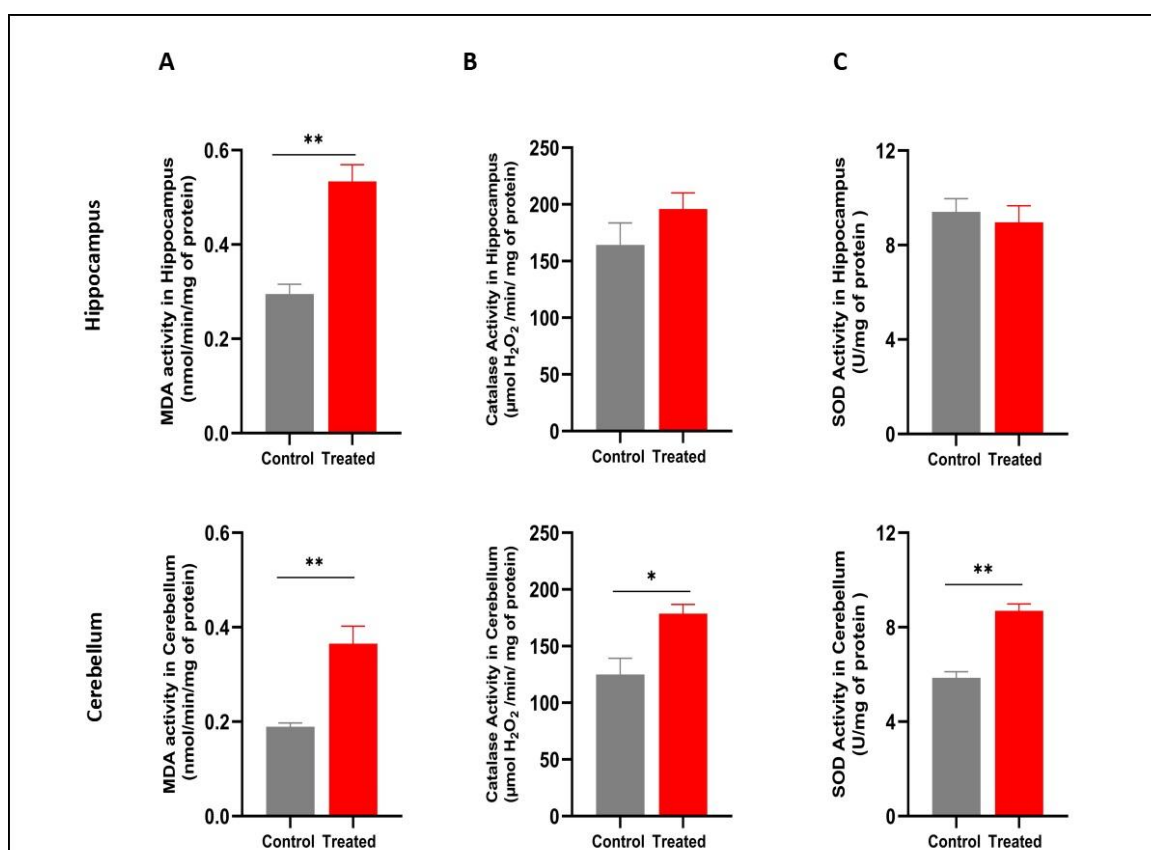 A
B
C
Hippocampus
MDA activity in Hippocampus
(nmol/min/mg of protein)
0.6
0.4
0.2
0.0
**
Control Treated
Catalase Activity in Hippocampus
(µmol H₂O₂ /min/ mg of protein)
250
200
150
100
50
0
Control Treated
SOD Activity in Hippocampus
(U/mg of protein )
12
8
4
0
Control Treated
Cerebellum
MDA activity in Cerebellum
(nmol/min/mg of protein)
0.6
0.4
0.2
0.0
**
Control Treated
Catalase Activity in Cerebellum
(µmol H₂O₂ /min/ mg of protein)
250
200
150
100
50
0
*
Control Treated
SOD Activity in Cerebellum
(U/mg of protein )
12
8
4
0
**
Control Treated